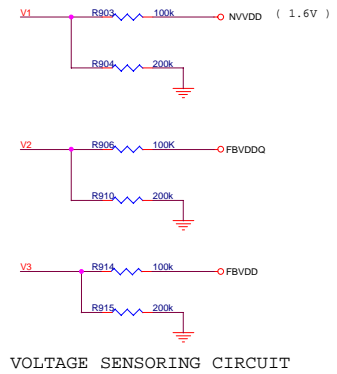 V1 R903 100k NVVDD ( 1.6V )
R904 200k
V2 R906 100K FBVDDQ
R910 200k
V3 R914 100k FBVDD
R915 200k
VOLTAGE SENSORING CIRCUIT